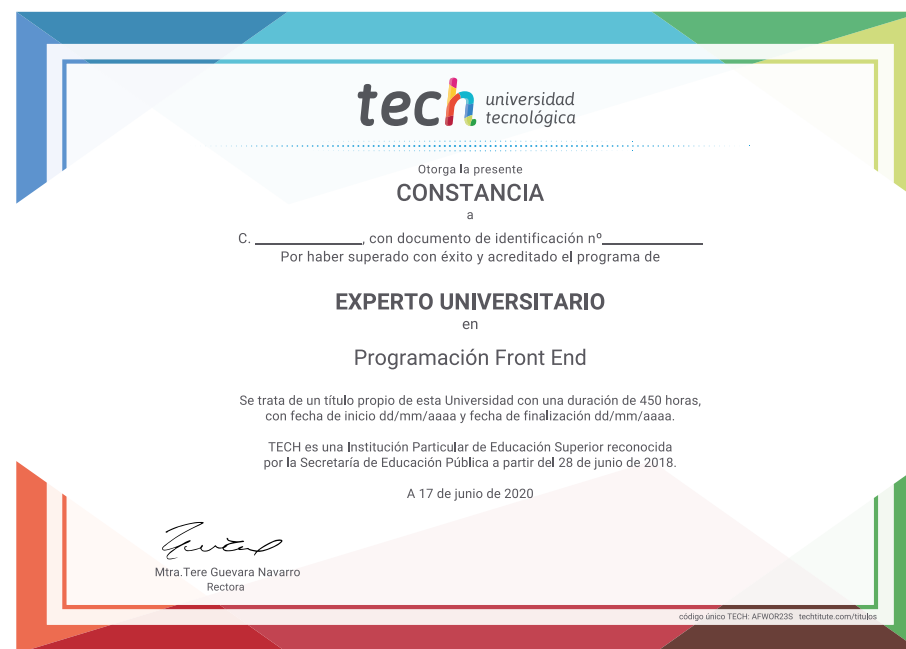 tech universidad
tecnológica
Otorga la presente
CONSTANCIA
a
C. ______________, con documento de identificación nº______________
Por haber superado con éxito y acreditado el programa de
EXPERTO UNIVERSITARIO
en
Programación Front End
Se trata de un título propio de esta Universidad con una duración de 450 horas,
con fecha de inicio dd/mm/aaaa y fecha de finalización dd/mm/aaaa.
TECH es una Institución Particular de Educación Superior reconocida
por la Secretaría de Educación Pública a partir del 28 de junio de 2018.
A 17 de junio de 2020
Mtra.Tere Guevara Navarro
Rectora
código único TECH: AFWOR23S techtitute.com/titulos